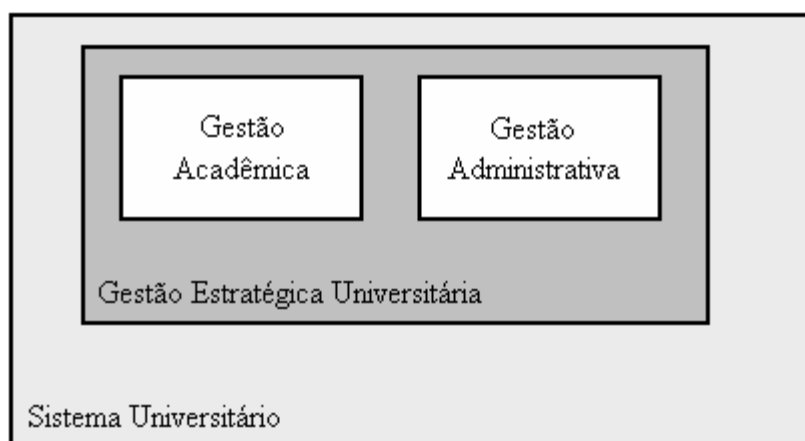 Gestão
Acadêmica
Gestão
Administrativa
Gestão Estratégica Universitária
Sistema Universitário